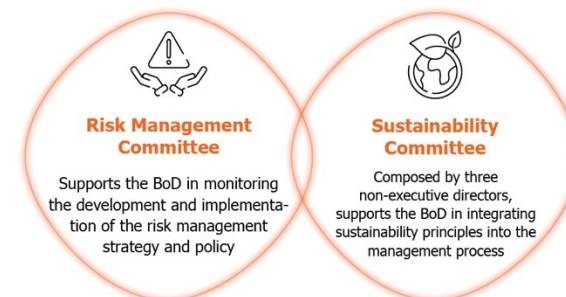 Risk Management
Committee
Supports the BoD in monitoring
the development and implementa-
tion of the risk management
strategy and policy
Sustainability
Committee
Composed by three
non-executive directors,
supports the BoD in integrating
sustainability principles into the
management process